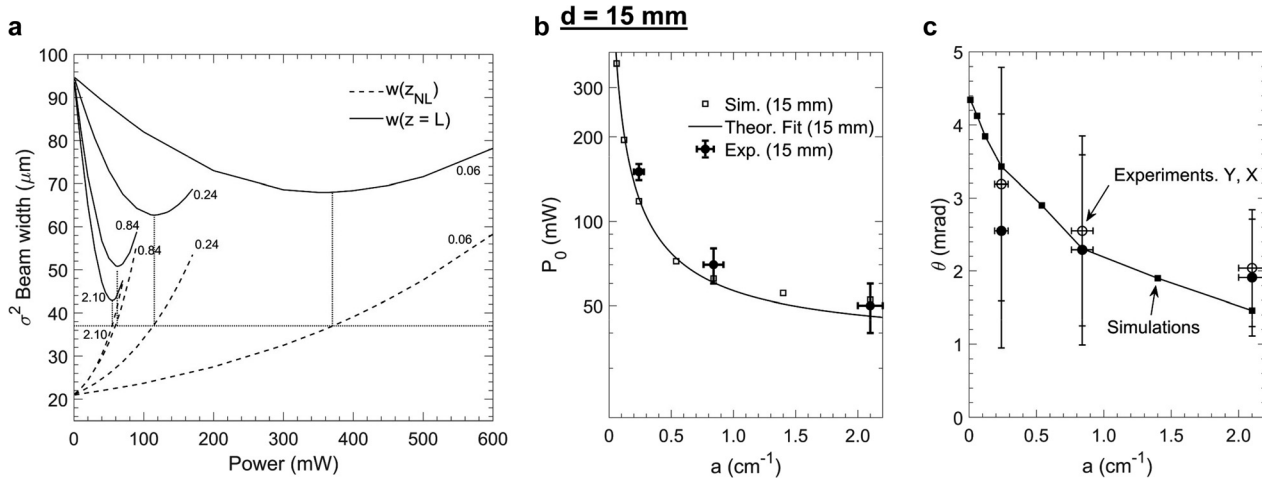 d = 15 mm
a
σ² Beam width (μm)
100
90
80
70
60
50
40
30
20
w(z_NL)
w(z = L)
0.06
0.24
0.84
0.84
0.24
0.06
2.10
2.10
0 100 200 300 400 500 600
Power (mW)
b
P₀ (mW)
300
200
100
50
Sim. (15 mm)
Theor. Fit (15 mm)
Exp. (15 mm)
0 0.5 1.0 1.5 2.0
a (cm⁻¹)
c
θ (mrad)
5
4
3
2
1
0
Experiments. Y, X
Simulations
0 0.5 1.0 1.5 2.0
a (cm⁻¹)